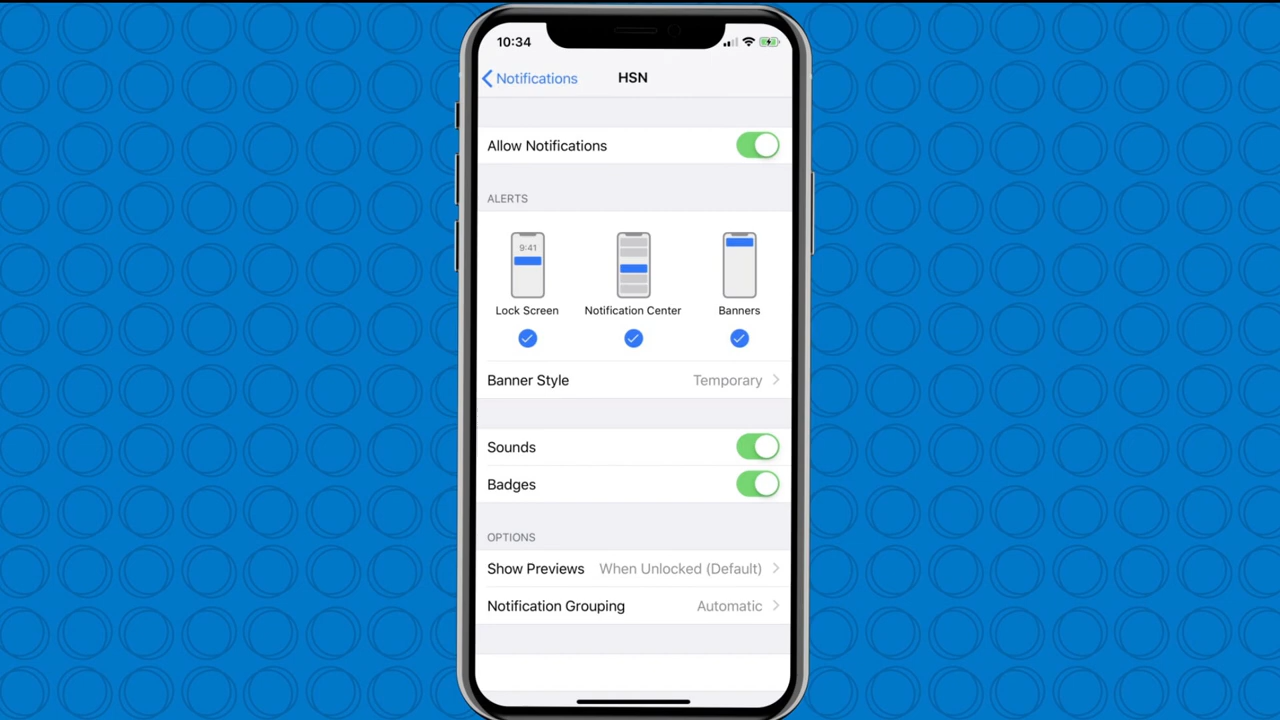 10:34
Notifications HSN
Allow Notifications
ALERTS
9:41
Lock Screen Notification Center Banners
Banner Style Temporary
Sounds
Badges
OPTIONS
Show Previews When Unlocked (Default)
Notification Grouping Automatic